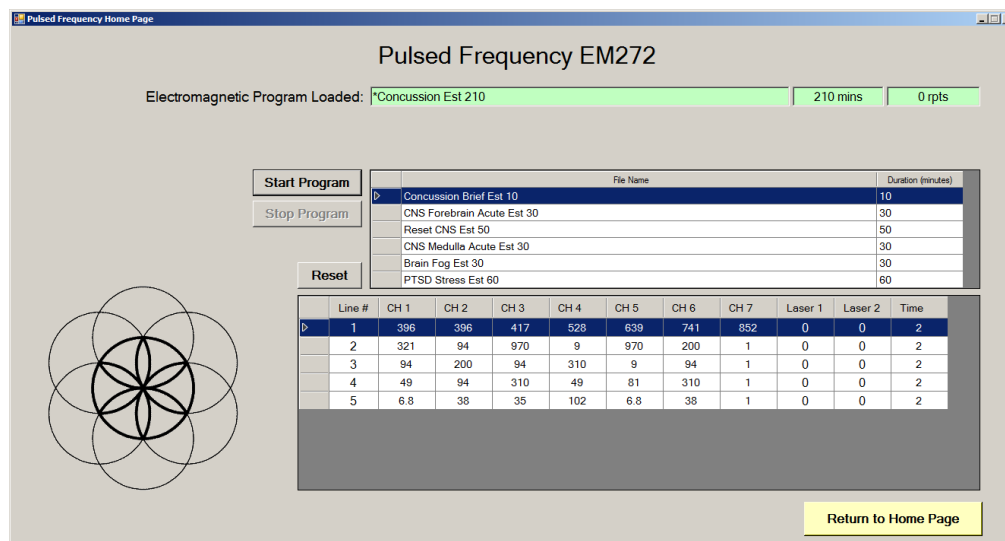 Pulsed Frequency Home Page
Pulsed Frequency EM272
Electromagnetic Program Loaded: *Concussion Est 210 210 mins 0 rpts
Start Program
Stop Program
Reset
File Name Duration (minutes)
Concussion Brief Est 10 10
CNS Forebrain Acute Est 30 30
Reset CNS Est 50 50
CNS Medulla Acute Est 30 30
Brain Fog Est 30 30
PTSD Stress Est 60 60
Line # CH 1 CH 2 CH 3 CH 4 CH 5 CH 6 CH 7 Laser 1 Laser 2 Time
1 396 396 417 528 639 741 852 0 0 2
2 321 94 970 9 970 200 1 0 0 2
3 94 200 94 310 9 94 1 0 0 2
4 49 94 310 49 81 310 1 0 0 2
5 6.8 38 35 102 6.8 38 1 0 0 2
Return to Home Page